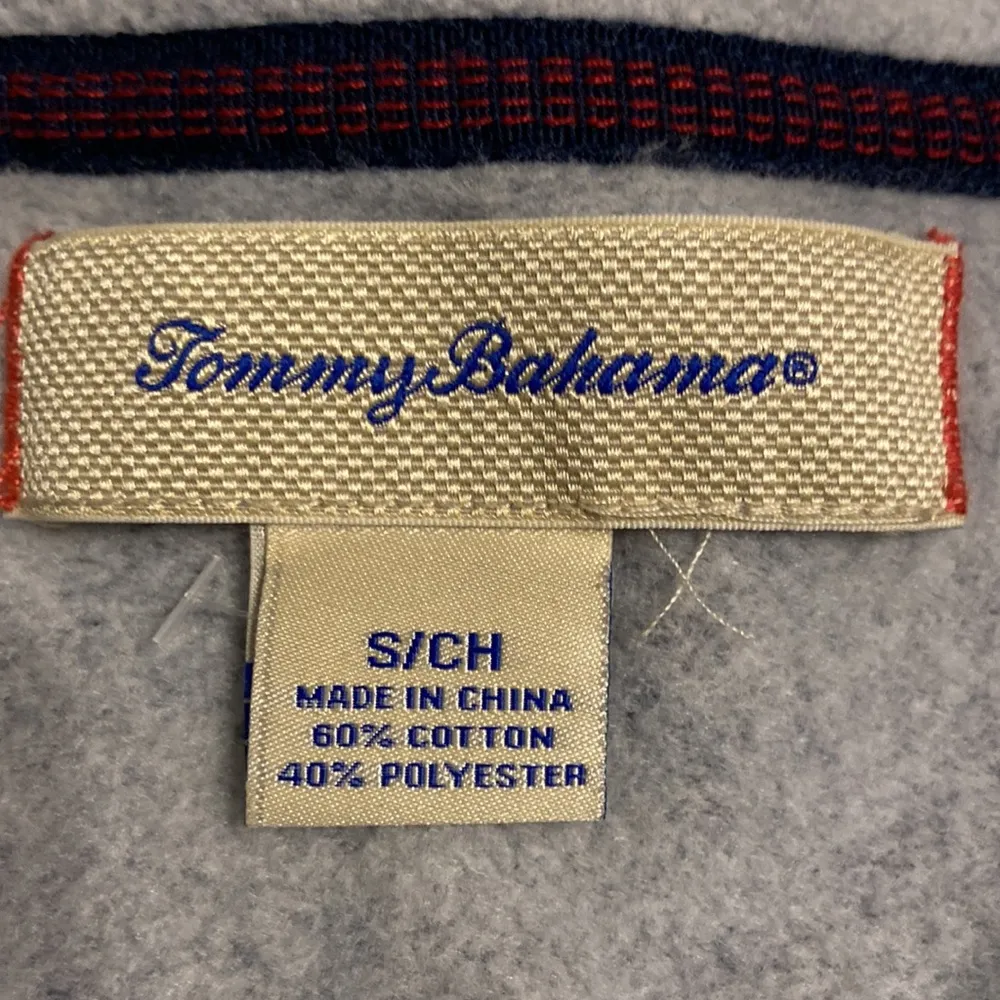 Tommy Bahama®
S/CH
MADE IN CHINA
60% COTTON
40% POLYESTER